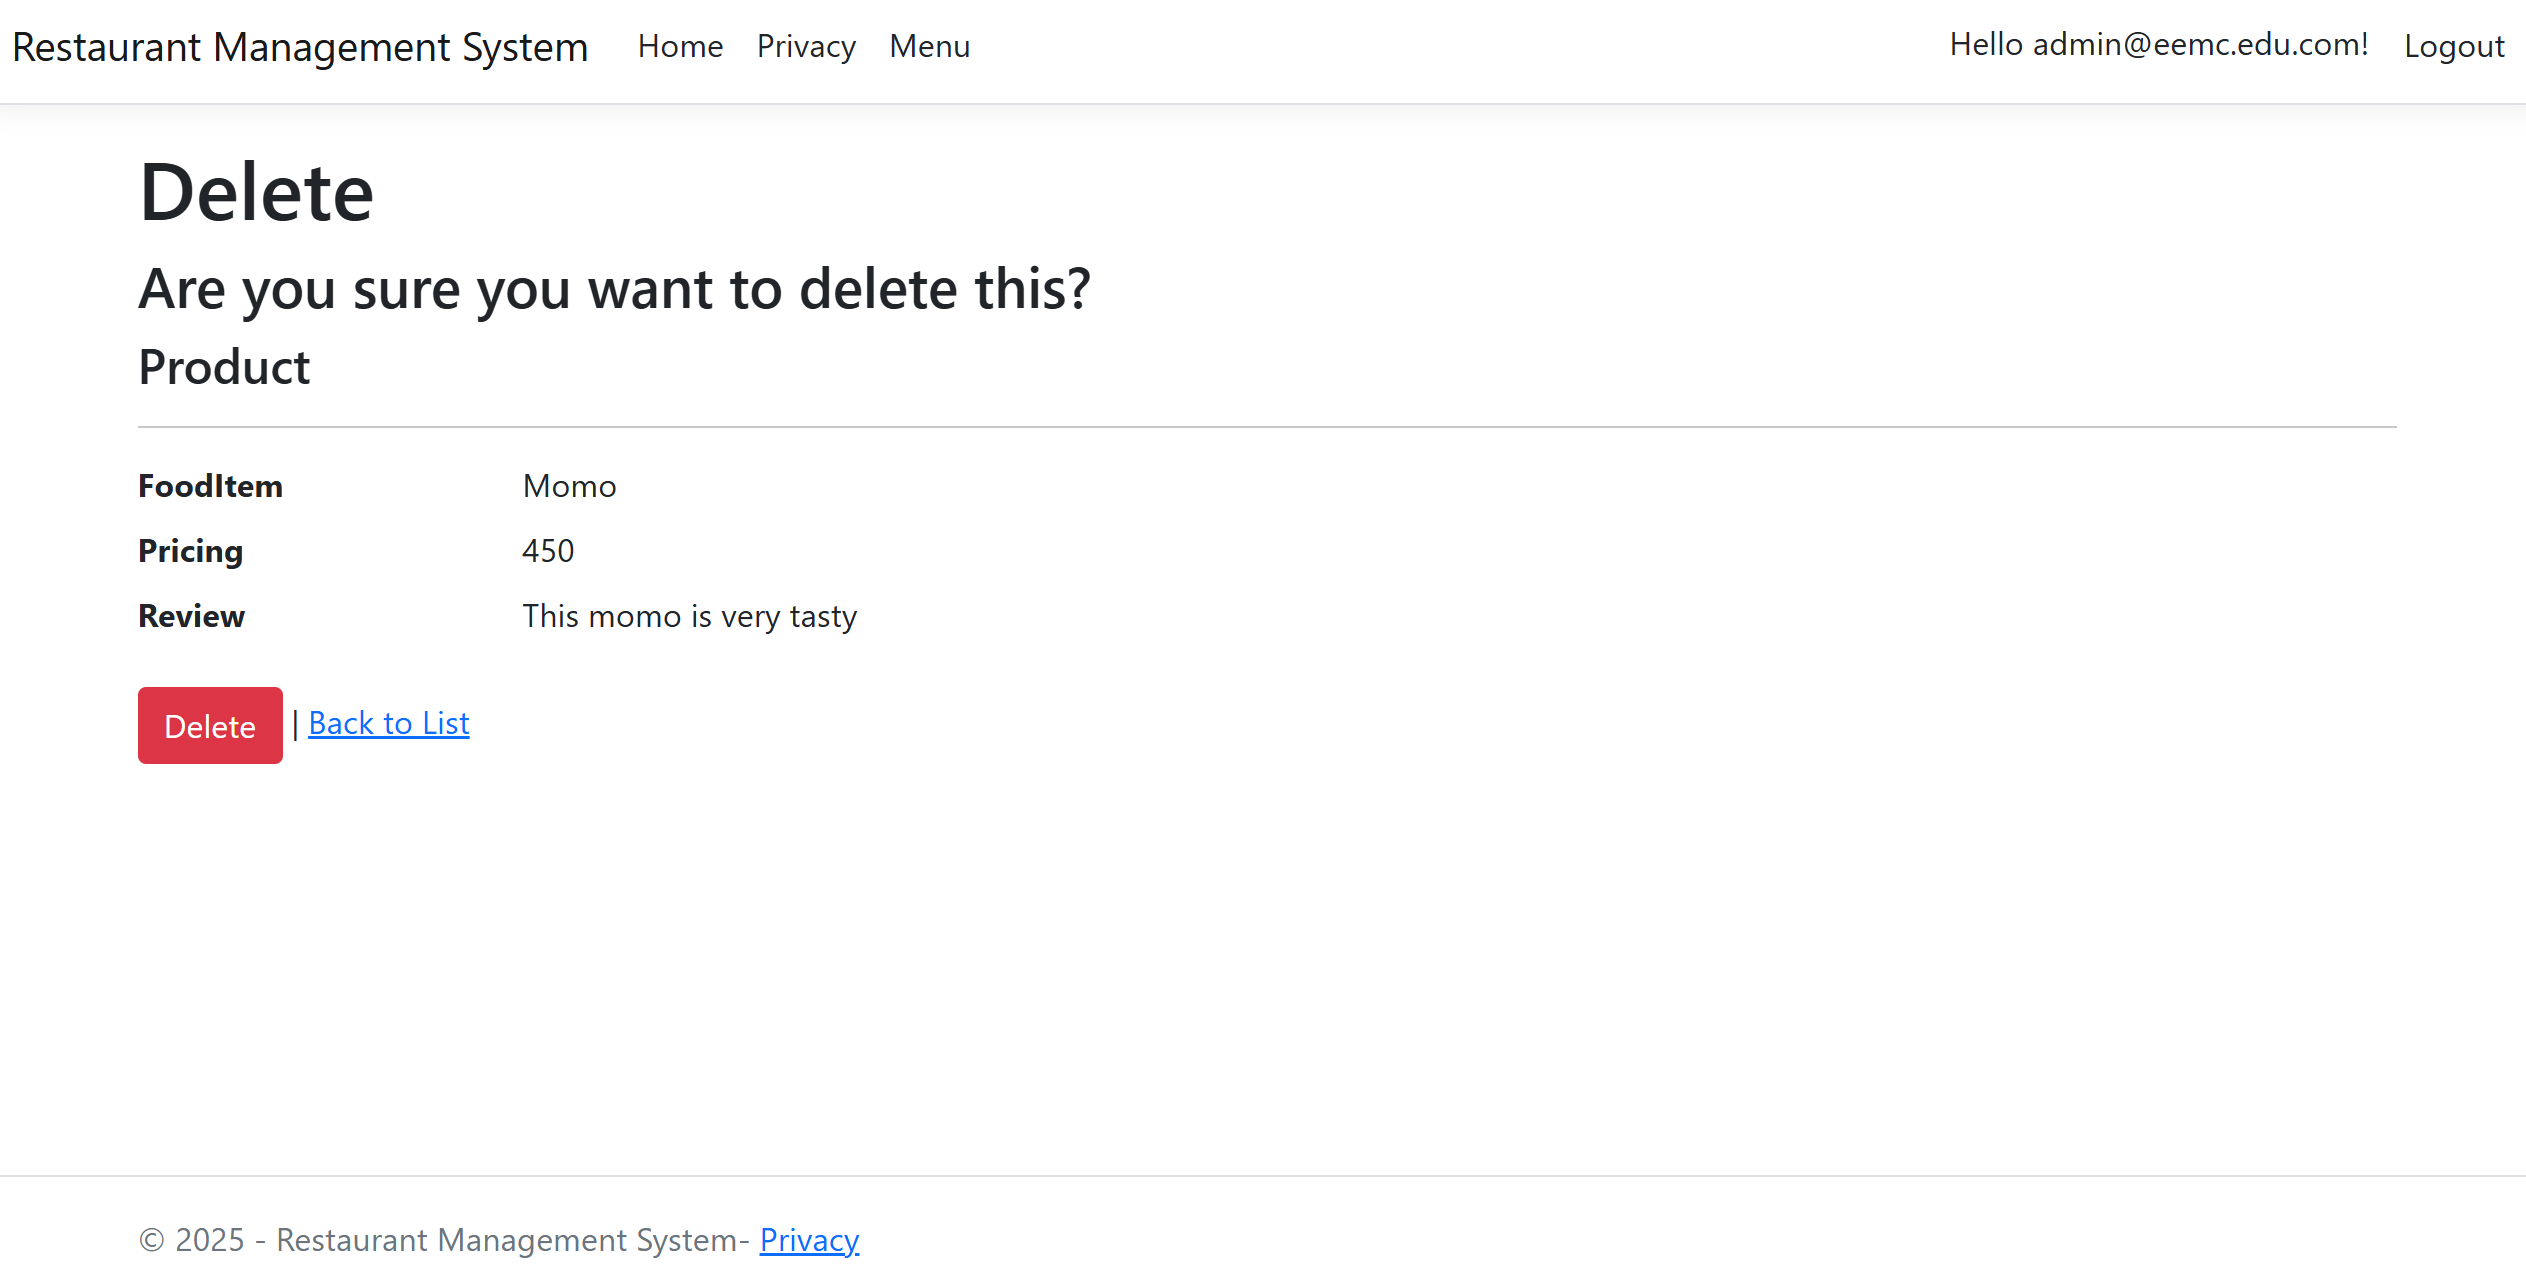 Restaurant Management System Home Privacy Menu Hello admin@eemc.edu.com! Logout
Delete
Are you sure you want to delete this?
Product
FoodItem Momo
Pricing 450
Review This momo is very tasty
Delete | Back to List
© 2025 - Restaurant Management System- Privacy